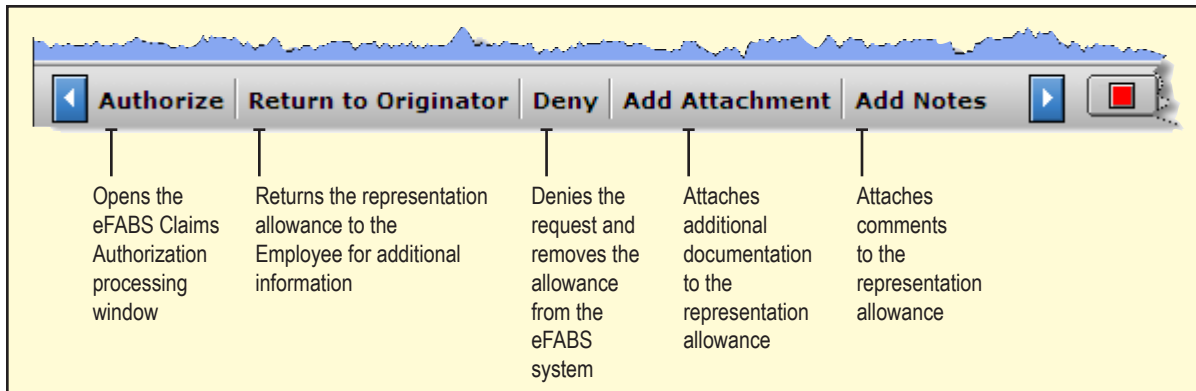 Authorize
Return to Originator
Deny
Add Attachment
Add Notes
Opens the
eFABS Claims
Authorization
processing
window
Returns the representation
allowance to the
Employee for additional
information
Denies the
request and
removes the
allowance
from the
eFABS
system
Attaches
additional
documentation
to the
representation
allowance
Attaches
comments
to the
representation
allowance